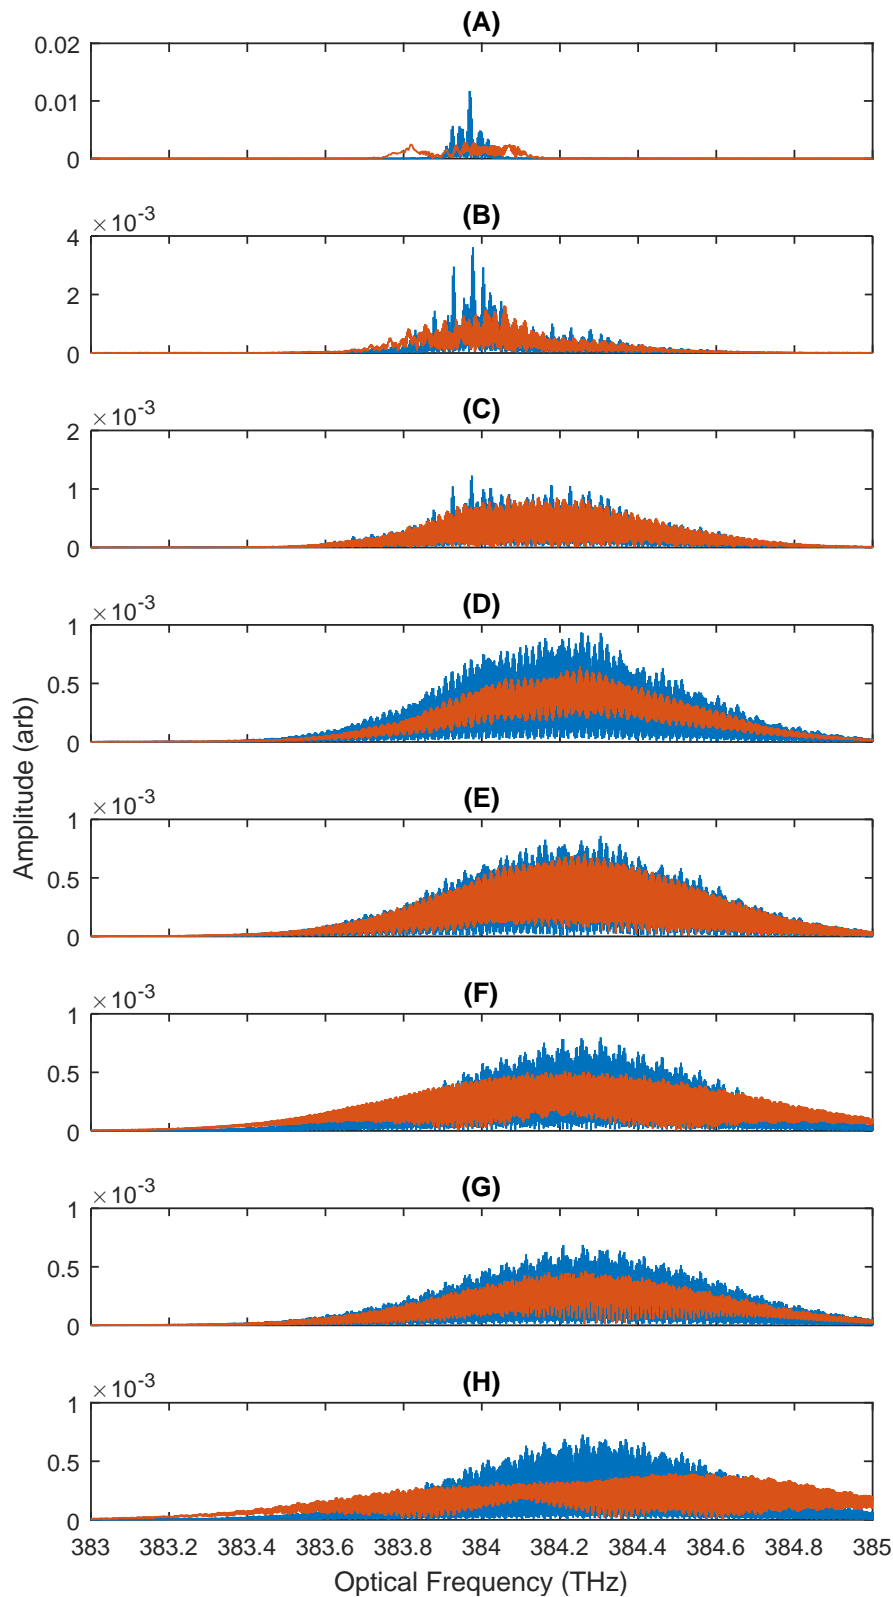 (A)
0.02
0.01
0
(B)
×10⁻³
4
2
0
(C)
×10⁻³
2
1
0
(D)
×10⁻³
1
0.5
0
(E)
×10⁻³
1
0.5
0
(F)
×10⁻³
1
0.5
0
(G)
×10⁻³
1
0.5
0
(H)
×10⁻³
1
0.5
0
383 383.2 383.4 383.6 383.8 384 384.2 384.4 384.6 384.8 385
Optical Frequency (THz)
Amplitude (arb)